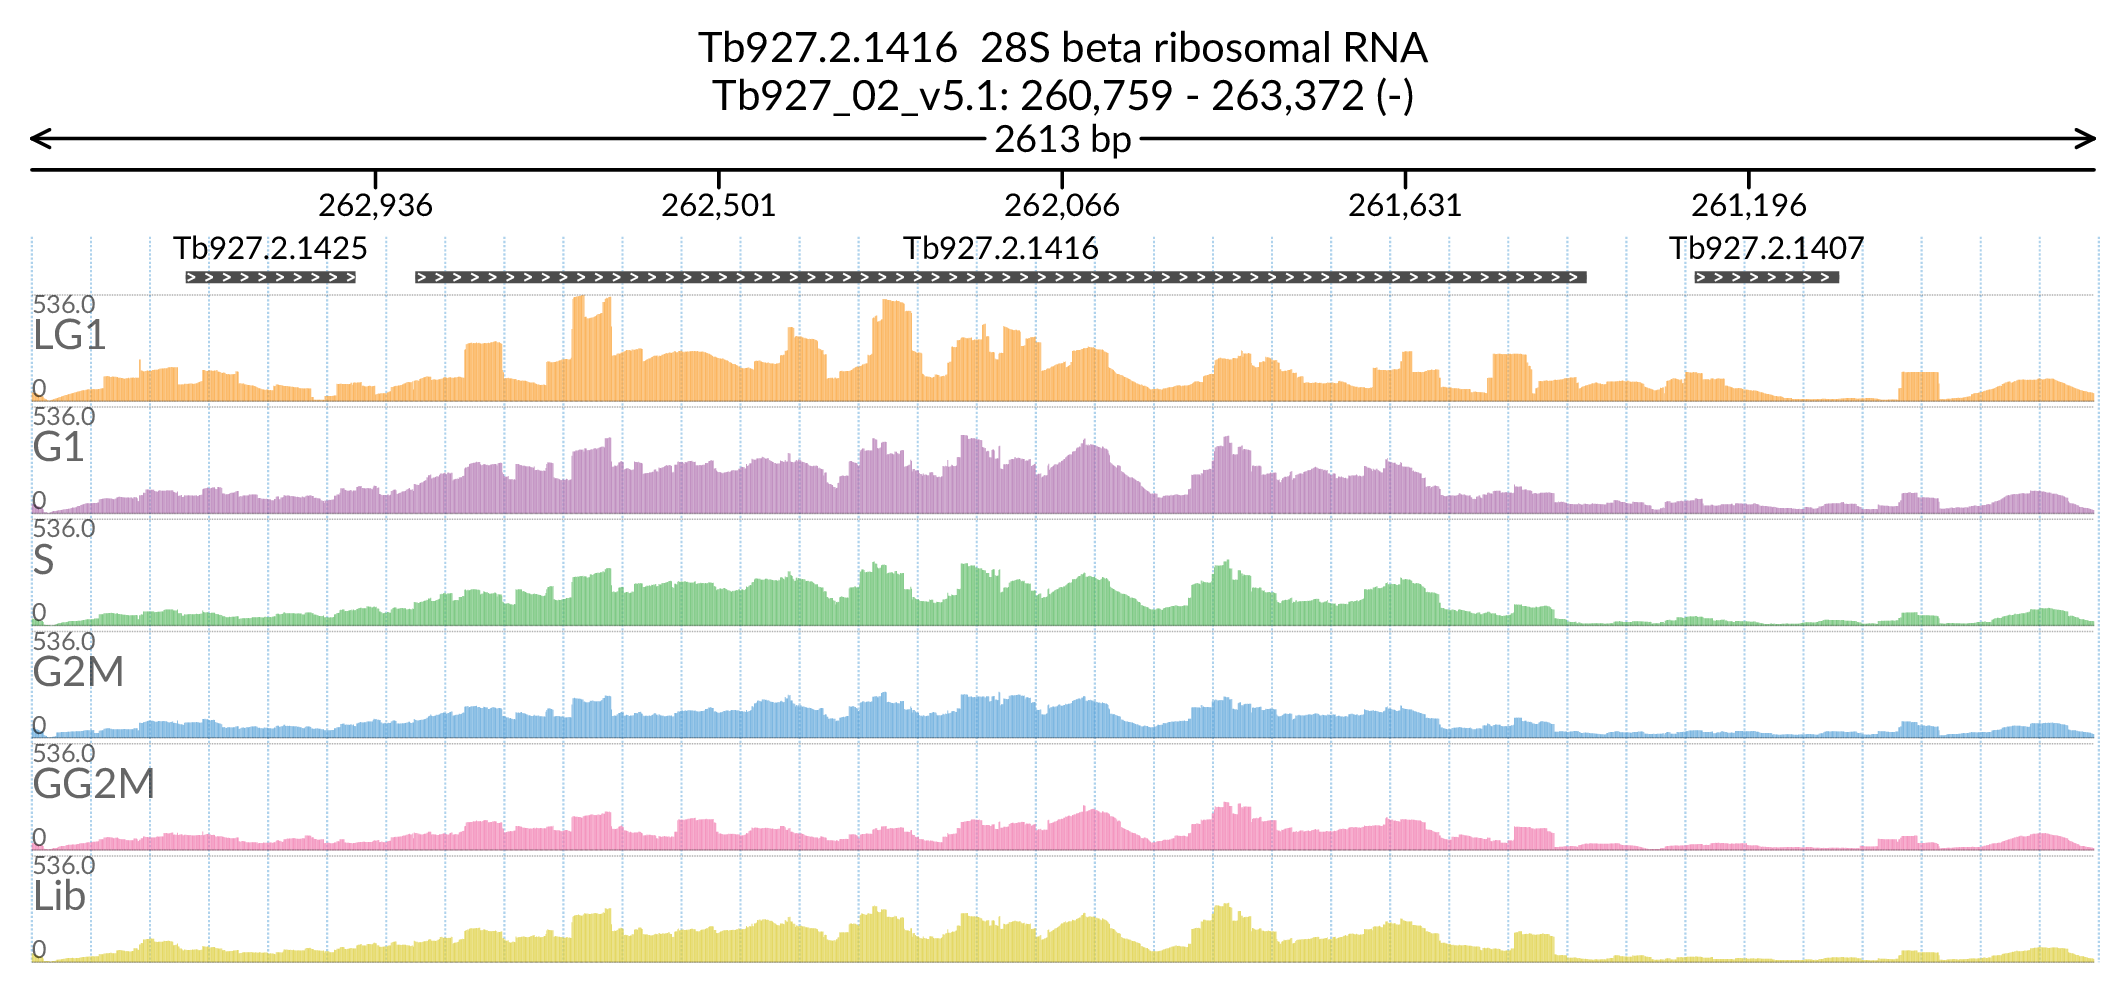 Tb927.2.1416  28S beta ribosomal RNA
Tb927_02_v5.1: 260,759 - 263,372 (-)
2613 bp
262,936 262,501 262,066 261,631 261,196
Tb927.2.1425 Tb927.2.1416 Tb927.2.1407
536.0
LG1
0
536.0
G1
0
536.0
S
0
536.0
G2M
0
536.0
GG2M
0
536.0
Lib
0